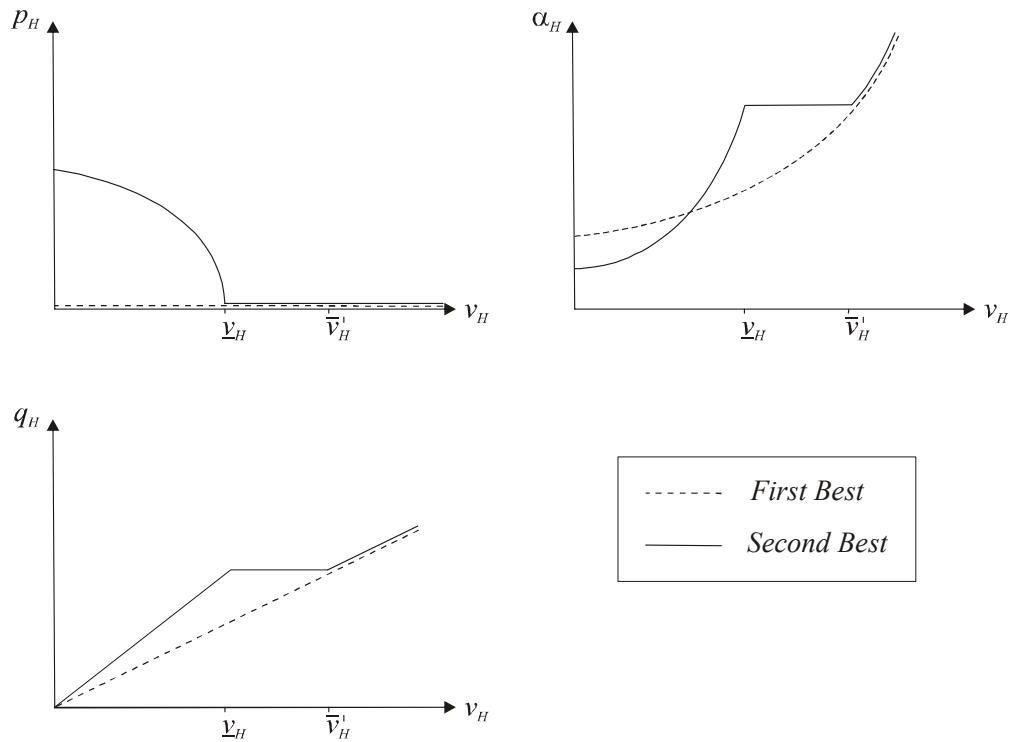 p_H
v_H
v̲_H
v̅'_H
α_H
v_H
v̲_H
v̅'_H
q_H
v_H
v̲_H
v̅'_H
First Best
Second Best